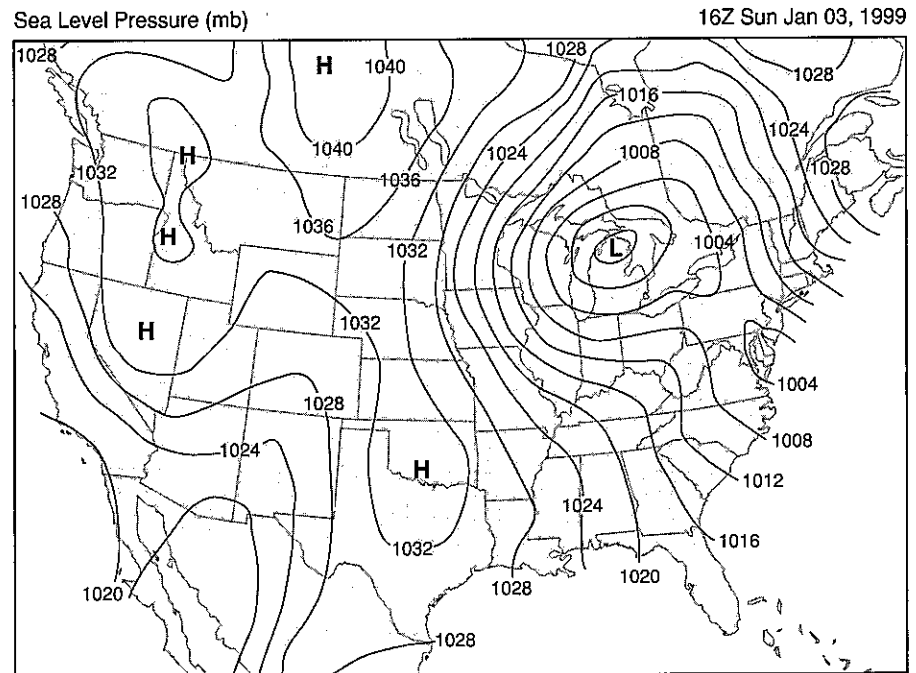 Sea Level Pressure (mb) 16Z Sun Jan 03, 1999
1028 1028
H 1040 1028
1016
1024
1040 1024 1008 1028
H
1032 1036
1028
1036
H 1032 L 1004
H 1032
1004
1028
1008
1024
H 1012
1024
1032 1016
1020 1028 1020
1028